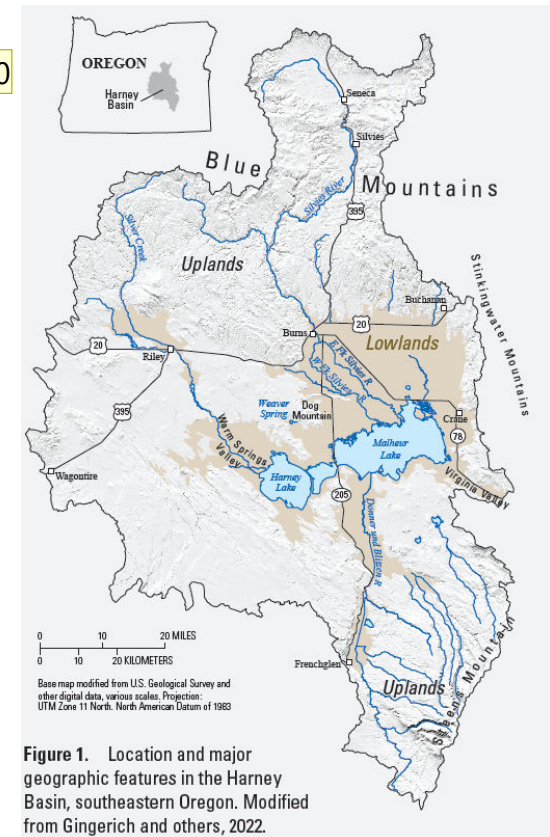 0
OREGON
Harney
Basin
Seneca
Silvies
Blue
Mountains
Silvies River
395
Silver Creek
Uplands
Stinkingwater Mountains
Buchanan
Burns
20
Lowlands
20
Riley
E Fk Silvies R
W Fk Silvies R
395
Weaver
Spring
Dog
Mountain
Crane
78
Malheur
Lake
Warm Springs
Valley
Wagontire
Harney
Lake
Virginia Valley
205
Donner und Blitzen R
0 10 20 MILES
0 10 20 KILOMETERS
Frenchglen
Uplands
Steens Mountain
Base map modified from U.S. Geological Survey and
other digital data, various scales. Projection:
UTM Zone 11 North. North American Datum of 1983
Figure 1. Location and major
geographic features in the Harney
Basin, southeastern Oregon. Modified
from Gingerich and others, 2022.